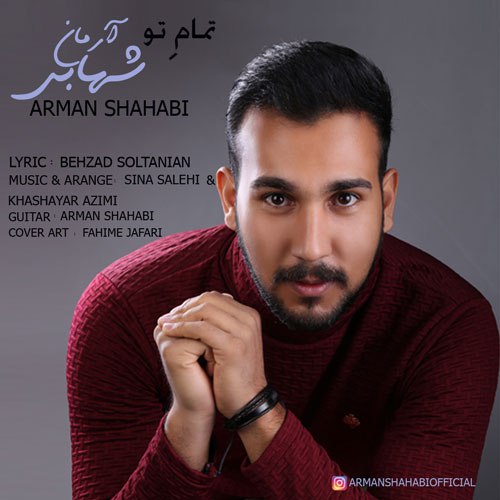 تمامِ تو
آرمان
شهابی
ARMAN SHAHABI
LYRIC : BEHZAD SOLTANIAN
MUSIC & ARANGE : SINA SALEHI &
KHASHAYAR AZIMI
GUITAR : ARMAN SHAHABI
COVER ART : FAHIME JAFARI
ARMANSHAHABIOFFICIAL